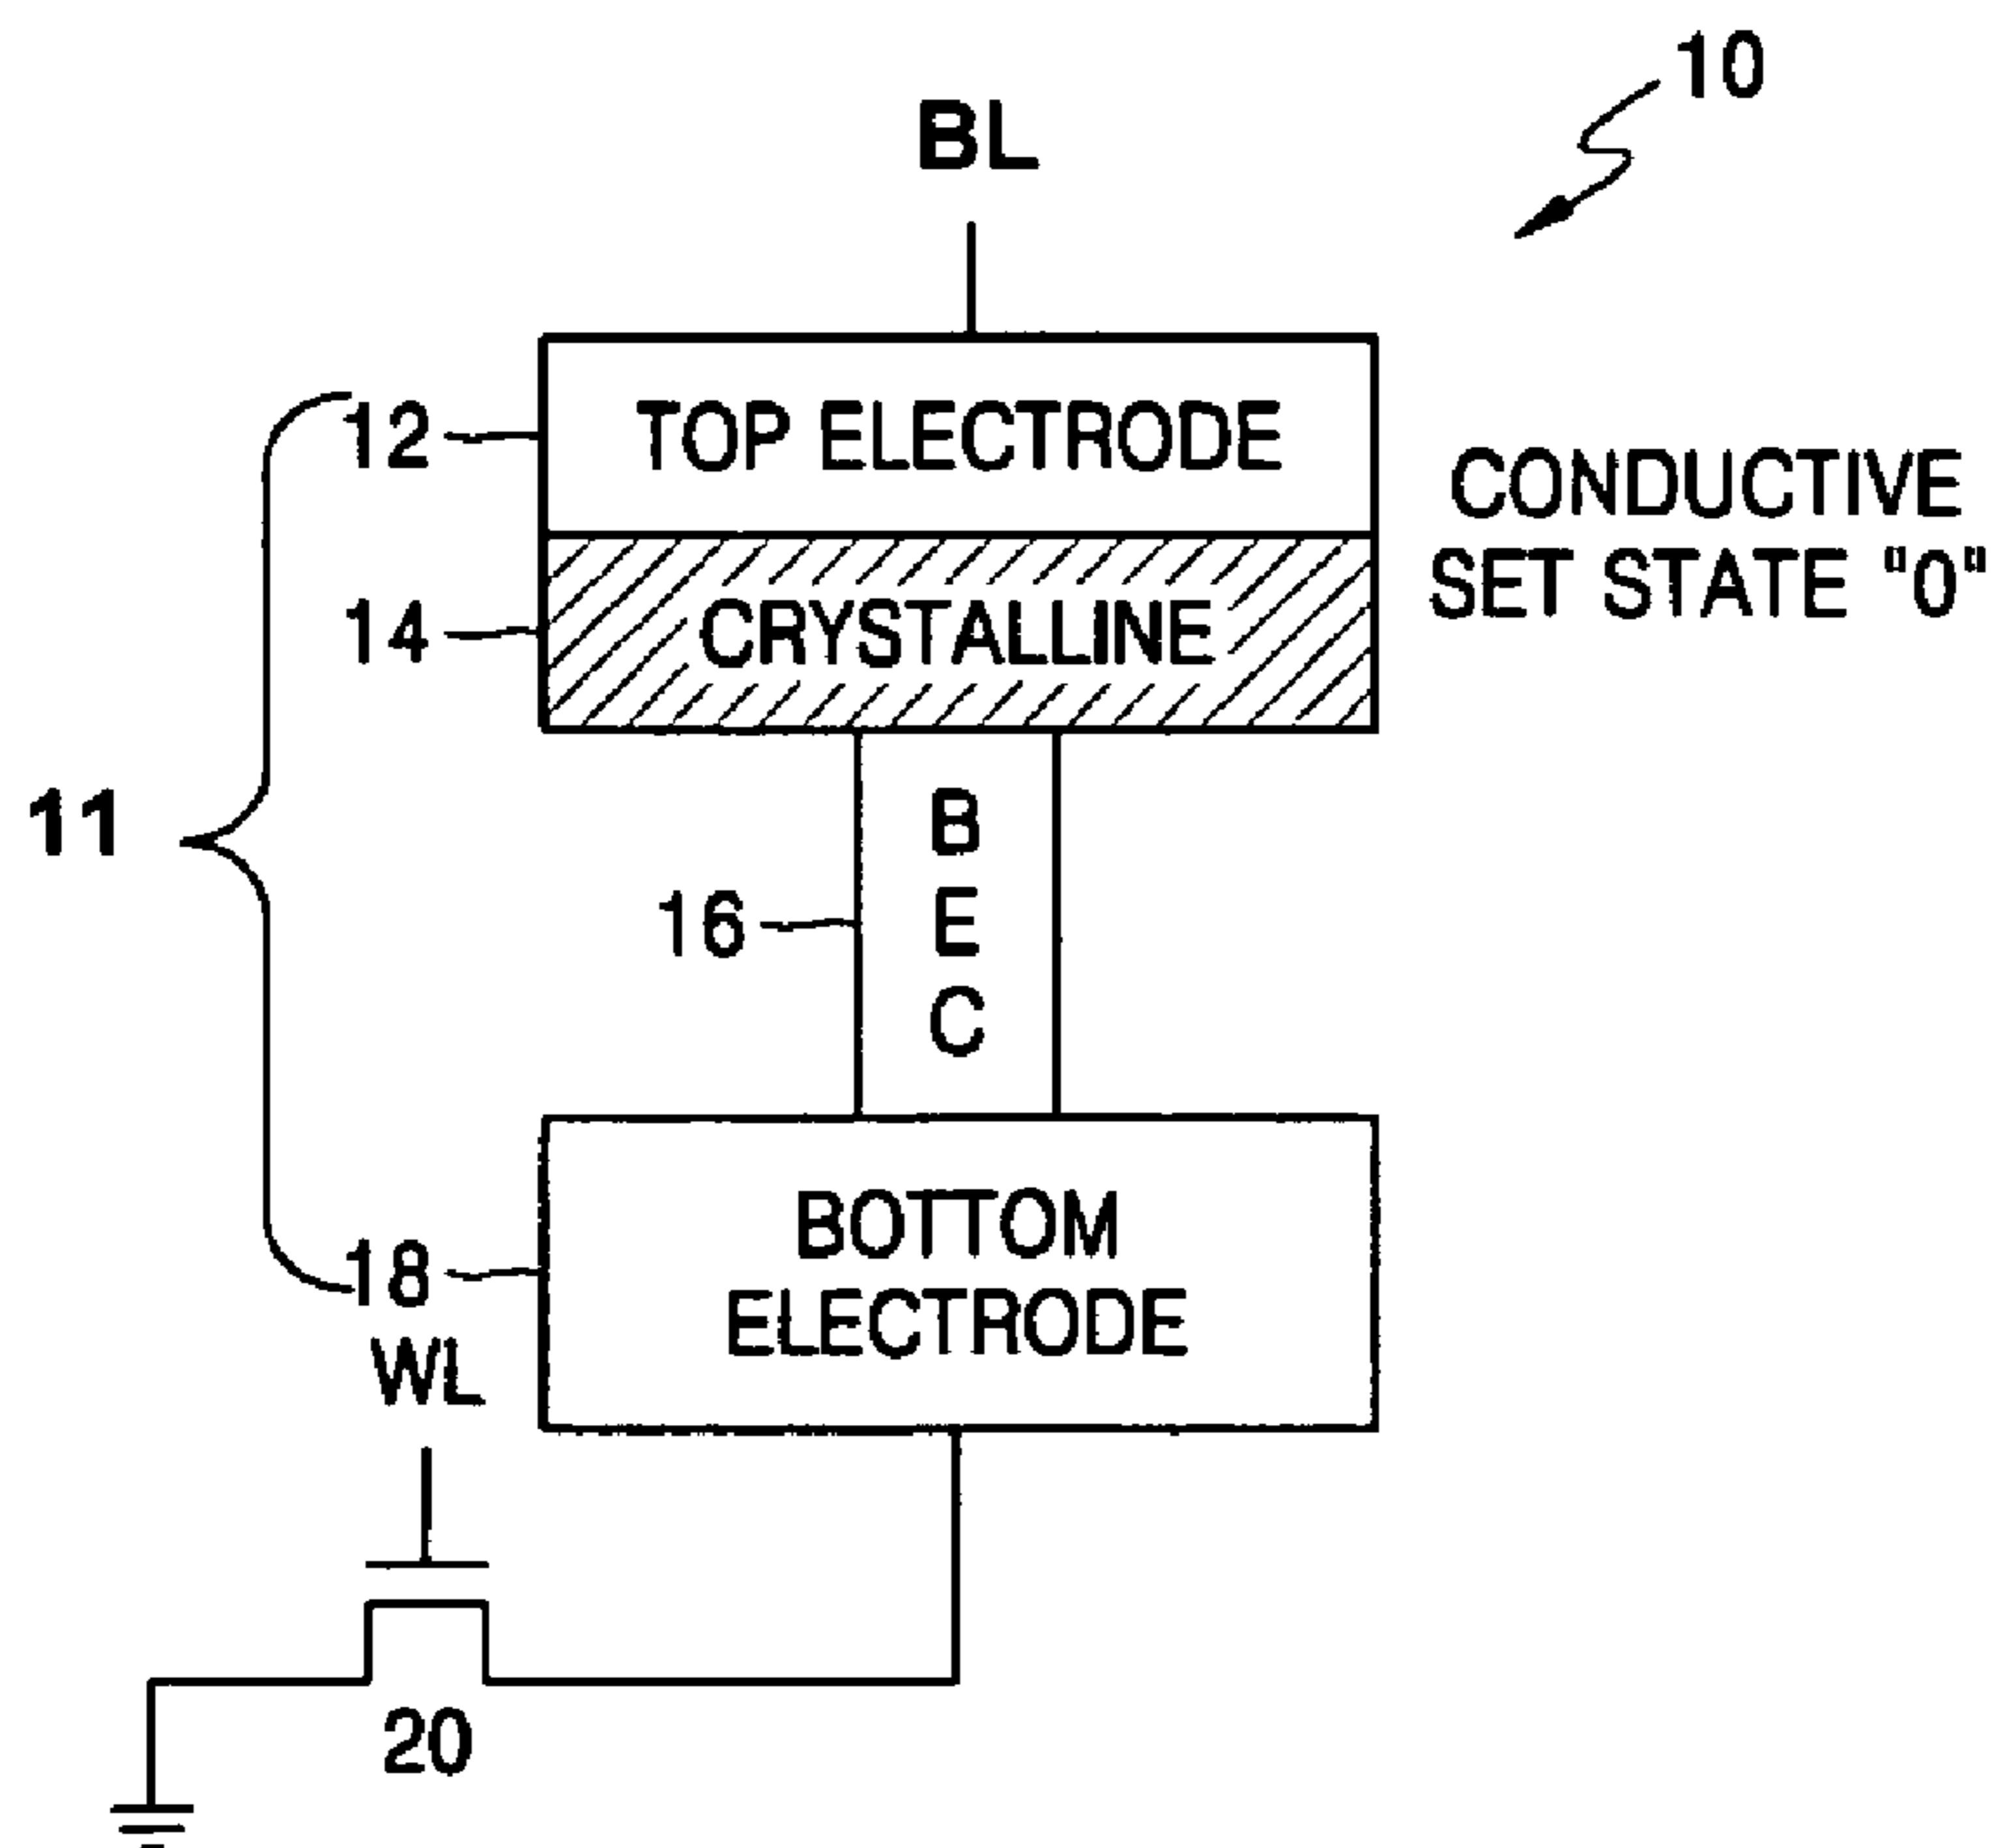 10
BL
12
TOP ELECTRODE
CONDUCTIVE
SET STATE "0"
14
CRYSTALLINE
11
16
B
E
C
18
BOTTOM
ELECTRODE
WL
20